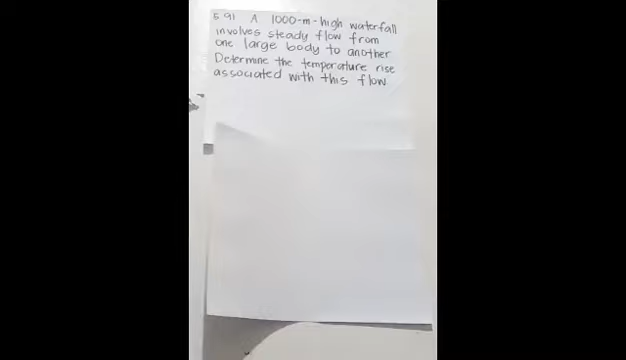 5.91 A 1000-m-high waterfall
involves steady flow from
one large body to another
Determine the temperature rise
associated with this flow